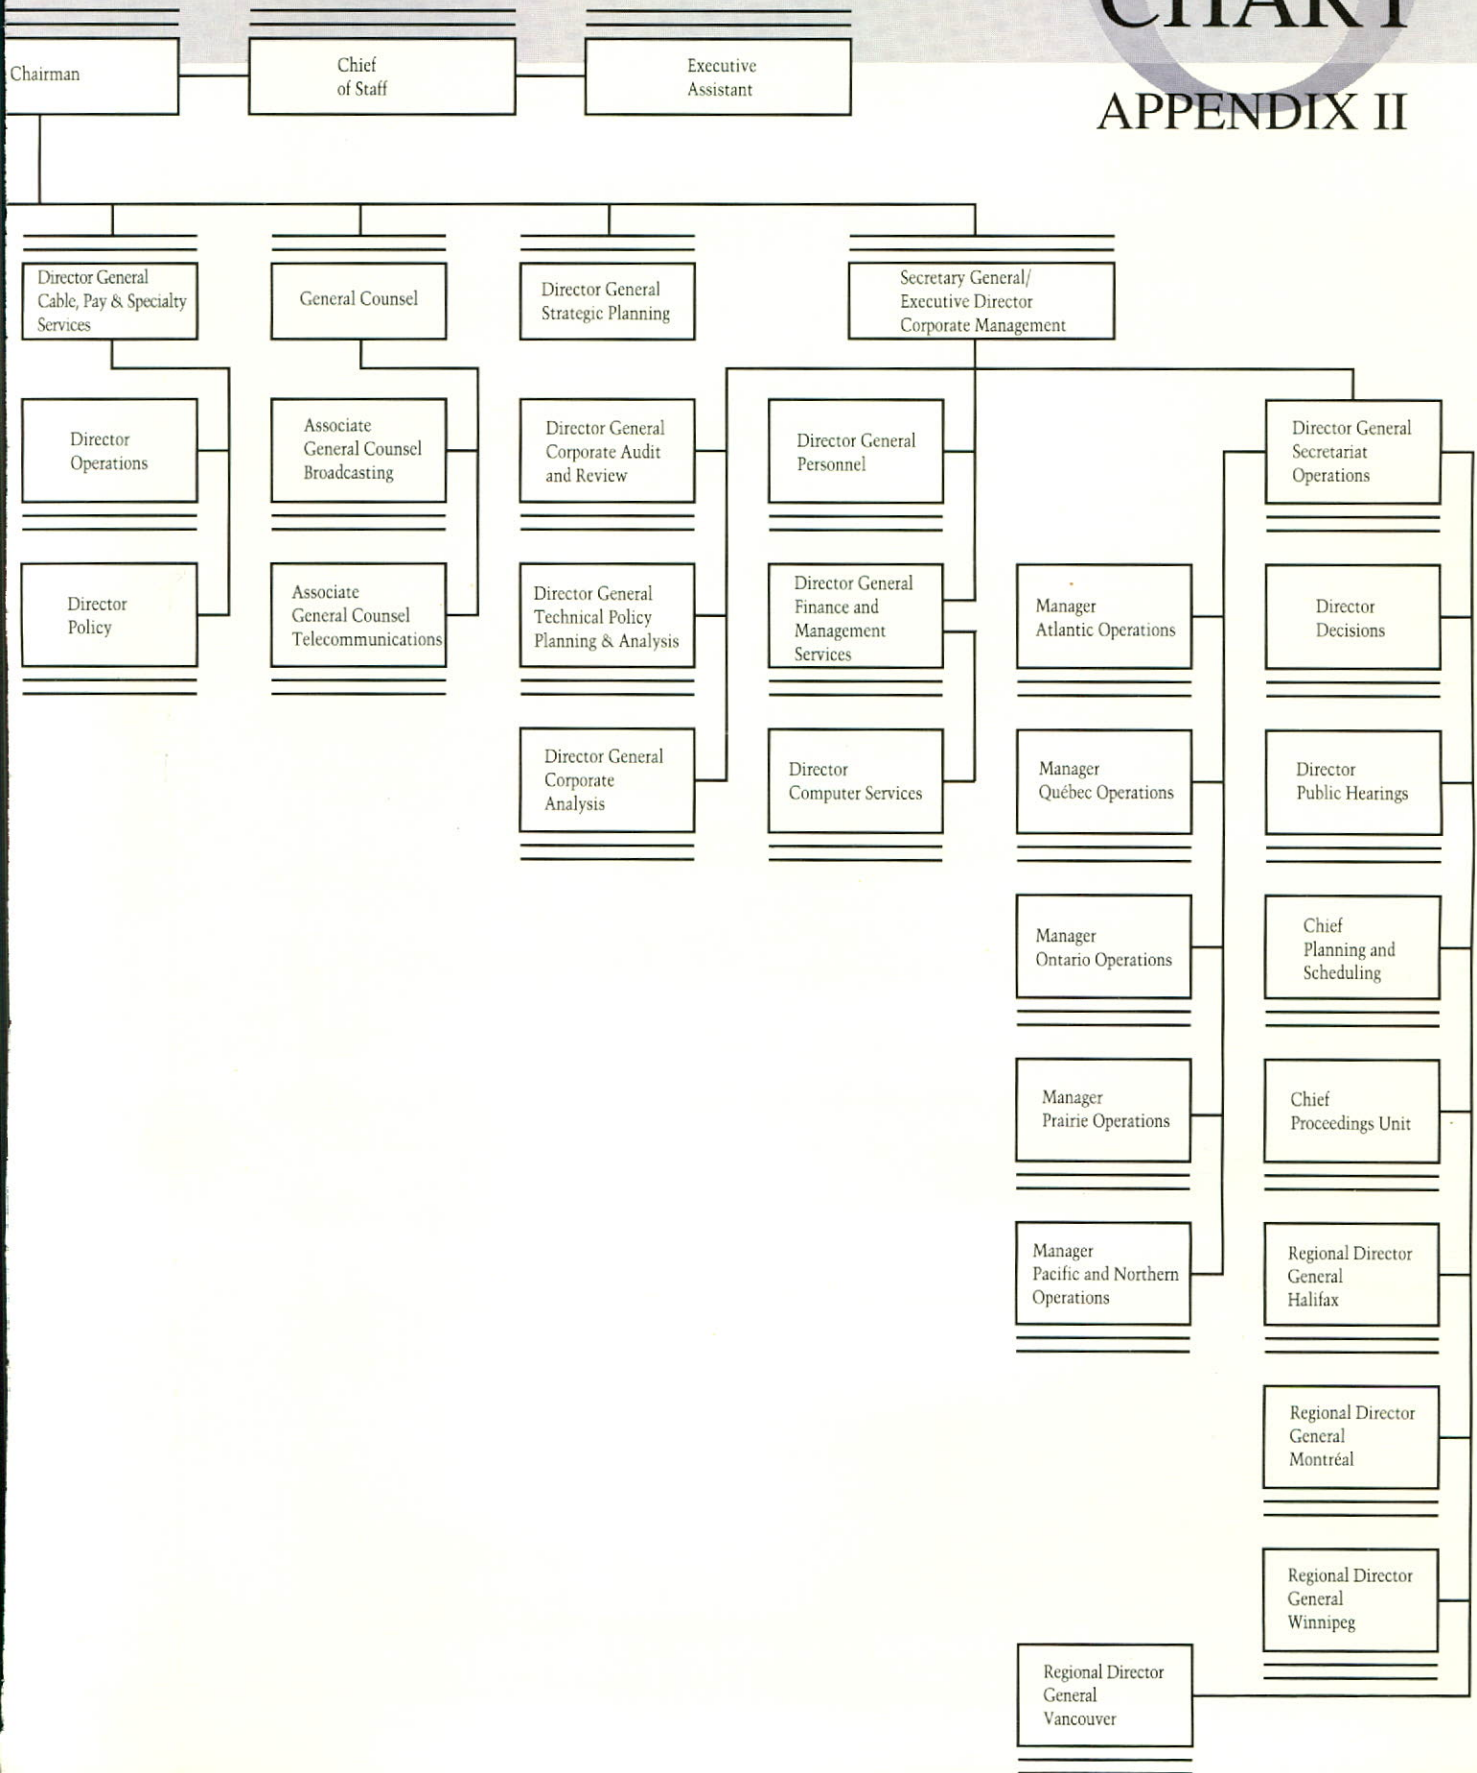 CHART
APPENDIX II
Chairman
Chief
of Staff
Executive
Assistant
Director General
Cable, Pay & Specialty
Services
General Counsel
Director General
Strategic Planning
Secretary General/
Executive Director
Corporate Management
Director
Operations
Associate
General Counsel
Broadcasting
Director General
Corporate Audit
and Review
Director General
Personnel
Director General
Secretariat
Operations
Director
Policy
Associate
General Counsel
Telecommunications
Director General
Technical Policy
Planning & Analysis
Director General
Finance and
Management
Services
Manager
Atlantic Operations
Director
Decisions
Director General
Corporate
Analysis
Director
Computer Services
Manager
Québec Operations
Director
Public Hearings
Manager
Ontario Operations
Chief
Planning and
Scheduling
Manager
Prairie Operations
Chief
Proceedings Unit
Manager
Pacific and Northern
Operations
Regional Director
General
Halifax
Regional Director
General
Montréal
Regional Director
General
Winnipeg
Regional Director
General
Vancouver